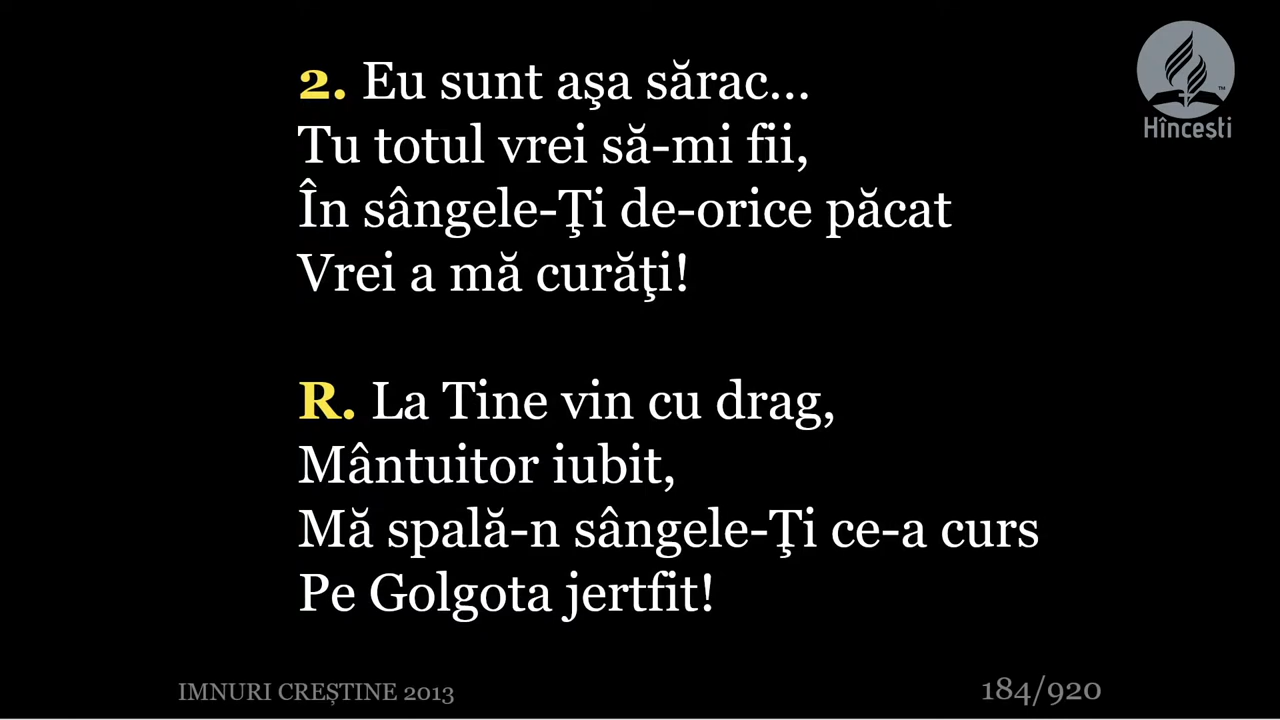 2. Eu sunt aşa sărac...
Tu totul vrei să-mi fii,
În sângele-Ţi de-orice păcat
Vrei a mă curăţi!
R. La Tine vin cu drag,
Mântuitor iubit,
Mă spală-n sângele-Ţi ce-a curs
Pe Golgota jertfit!
Hîncești
IMNURI CREȘTINE 2013
184/920